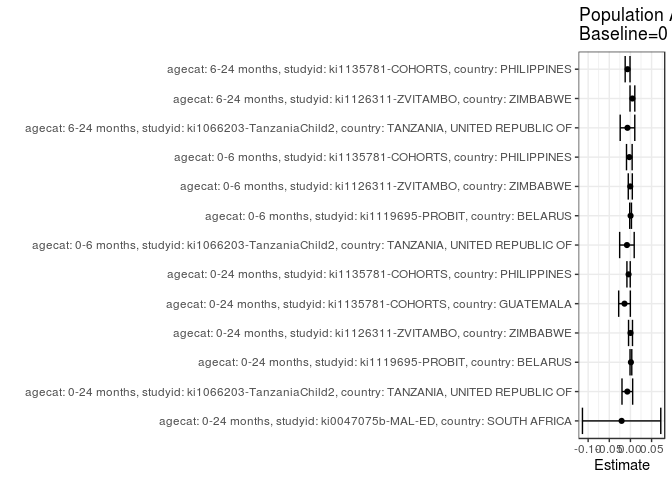 Population A
Baseline=0
agecat: 6-24 months, studyid: ki1135781-COHORTS, country: PHILIPPINES
agecat: 6-24 months, studyid: ki1126311-ZVITAMBO, country: ZIMBABWE
agecat: 6-24 months, studyid: ki1066203-TanzaniaChild2, country: TANZANIA, UNITED REPUBLIC OF
agecat: 0-6 months, studyid: ki1135781-COHORTS, country: PHILIPPINES
agecat: 0-6 months, studyid: ki1126311-ZVITAMBO, country: ZIMBABWE
agecat: 0-6 months, studyid: ki1119695-PROBIT, country: BELARUS
agecat: 0-6 months, studyid: ki1066203-TanzaniaChild2, country: TANZANIA, UNITED REPUBLIC OF
agecat: 0-24 months, studyid: ki1135781-COHORTS, country: PHILIPPINES
agecat: 0-24 months, studyid: ki1135781-COHORTS, country: GUATEMALA
agecat: 0-24 months, studyid: ki1126311-ZVITAMBO, country: ZIMBABWE
agecat: 0-24 months, studyid: ki1119695-PROBIT, country: BELARUS
agecat: 0-24 months, studyid: ki1066203-TanzaniaChild2, country: TANZANIA, UNITED REPUBLIC OF
agecat: 0-24 months, studyid: ki0047075b-MAL-ED, country: SOUTH AFRICA
-0.10 -0.05 0.00 0.05
Estimate